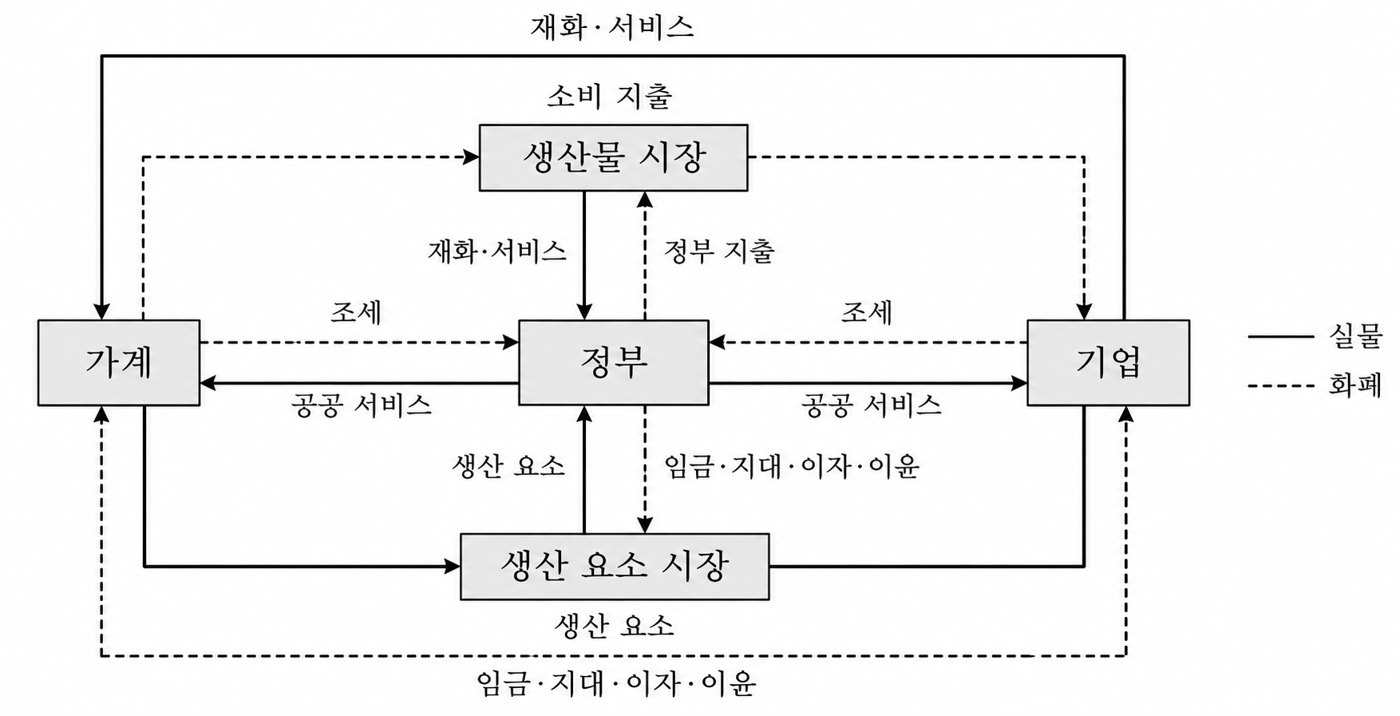 재화·서비스
소비 지출
생산물 시장
재화·서비스
정부 지출
조세
조세
가계
정부
기업
실물
화폐
공공 서비스
공공 서비스
생산 요소
임금·지대·이자·이윤
생산 요소 시장
생산 요소
임금·지대·이자·이윤